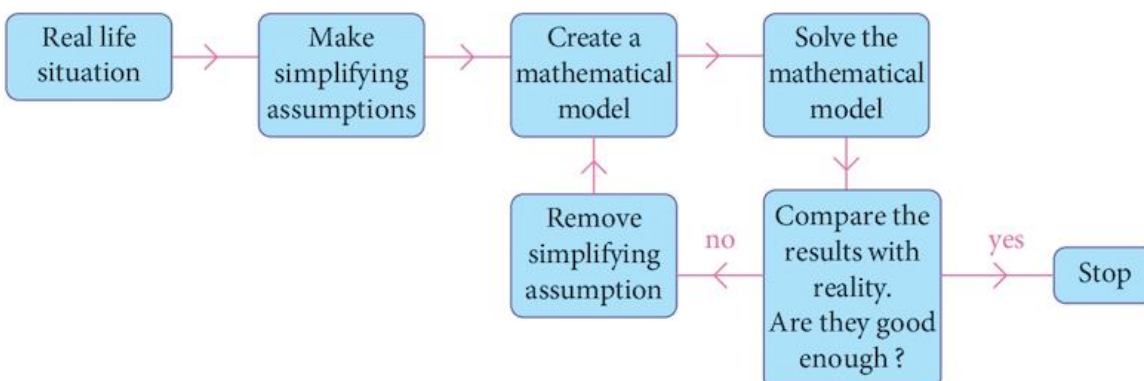 Real life
situation
Make
simplifying
assumptions
Create a
mathematical
model
Solve the
mathematical
model
Remove
simplifying
assumption
no
Compare the
results with
reality.
Are they good
enough ?
yes
Stop